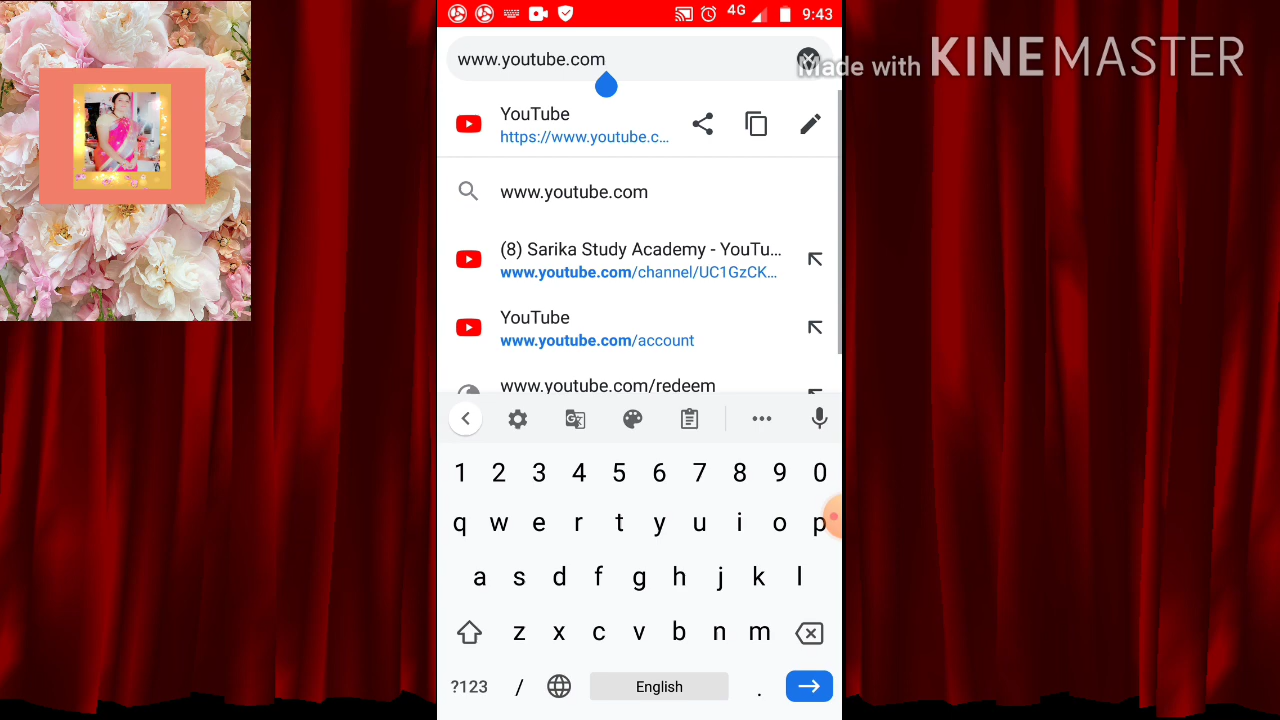 4G
9:43
www.youtube.com
Made with KINEMASTER
YouTube
https://www.youtube.c...
www.youtube.com
(8) Sarika Study Academy - YouTu...
www.youtube.com/channel/UC1GzCK...
YouTube
www.youtube.com/account
www.youtube.com/redeem
1 2 3 4 5 6 7 8 9 0
q w e r t y u i o p
a s d f g h j k l
z x c v b n m
?123 / English .